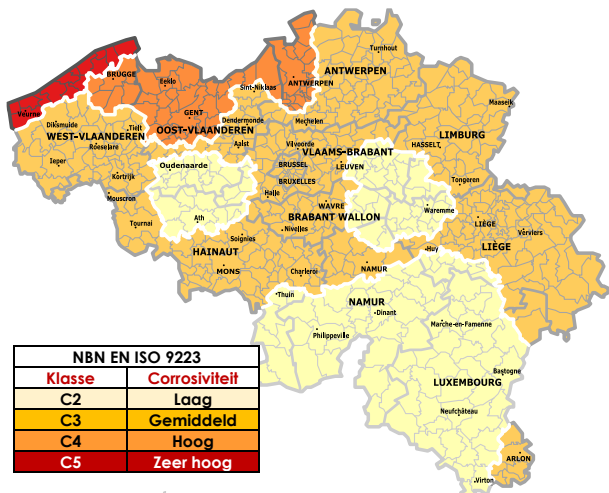 BRUGGE
Eeklo
Turnhout
ANTWERPEN
Sint-Niklaas
ANTWERPEN
Maaseik
Veurne
GENT
OOST-VLAANDEREN
Diksmuide
Tielt
WEST-VLAANDEREN
Roeselare
Dendermonde
Mechelen
LIMBURG
HASSELT
Aalst
Vilvoorde
VLAAMS-BRABANT
Ieper
Oudenaarde
BRUSSEL
LEUVEN
Kortrijk
BRUXELLES
Tongeren
Mouscron
Halle
WAVRE
Waremme
Ath
BRABANT WALLON
Tournai
Nivelles
LIÈGE
Verviers
Soignies
LIÈGE
Huy
HAINAUT
MONS
Charleroi
NAMUR
Thuin
NAMUR
Dinant
Marche-en-Famenne
Philippeville
Bastogne
LUXEMBOURG
Neufchâteau
ARLON
Virton
NBN EN ISO 9223
Klasse Corrosiviteit
C2 Laag
C3 Gemiddeld
C4 Hoog
C5 Zeer hoog